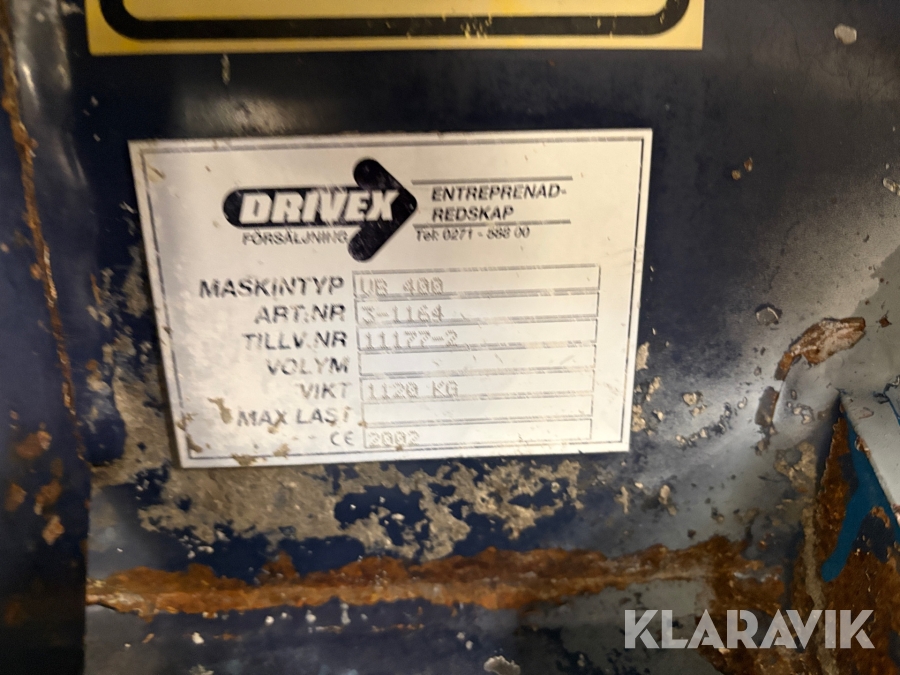 DRIVEX
FÖRSÄLJNING
ENTREPRENAD-
REDSKAP
Tel: 0271 - 588 00
MASKINTYP VB 400
ART:NR 3-1164
TILLV.NR 11177-2
VOLYM
VIKT 1120 KG
MAX LAST
CE 2002
KLARAVIK